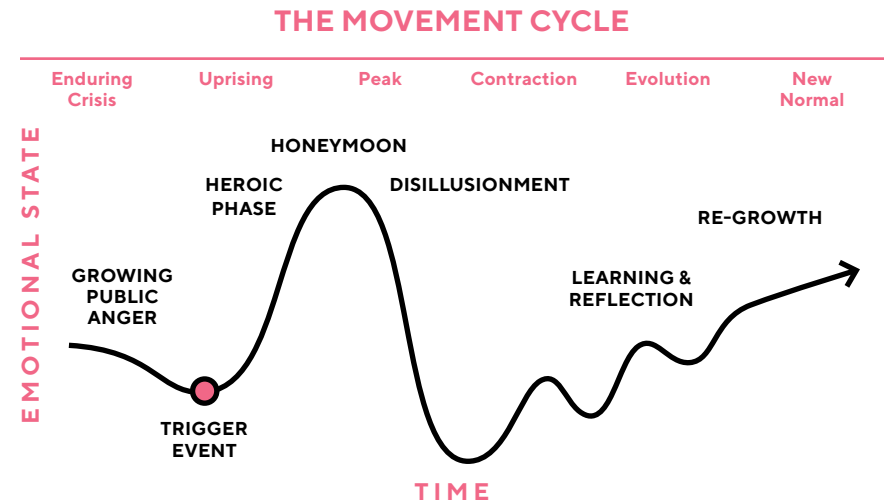 THE MOVEMENT CYCLE
Enduring
Crisis
Uprising
Peak
Contraction
Evolution
New
Normal
EMOTIONAL STATE
HONEYMOON
HEROIC
PHASE
DISILLUSIONMENT
RE-GROWTH
GROWING
PUBLIC
ANGER
LEARNING &
REFLECTION
TRIGGER
EVENT
TIME